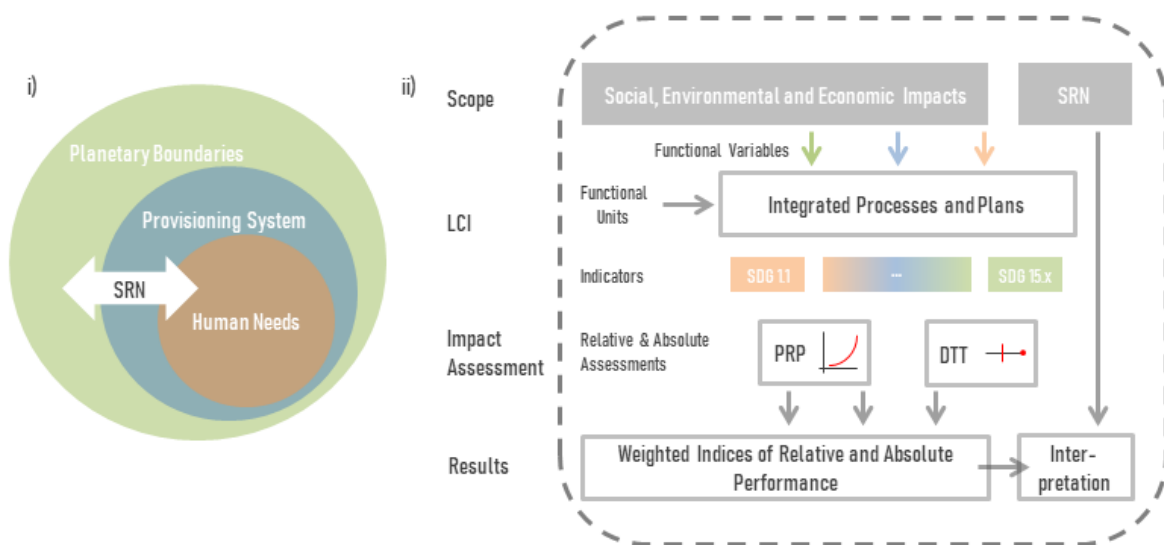 i)
Planetary Boundaries
Provisioning System
SRN
Human Needs
ii)
Scope
Social, Environmental and Economic Impacts
SRN
Functional Variables
LCI
Functional
Units
Integrated Processes and Plans
Indicators
SDG 1.1
...
SDG 15.x
Impact
Assessment
Relative & Absolute
Assessments
PRP
DTT
Results
Weighted Indices of Relative and Absolute
Performance
Inter-
pretation